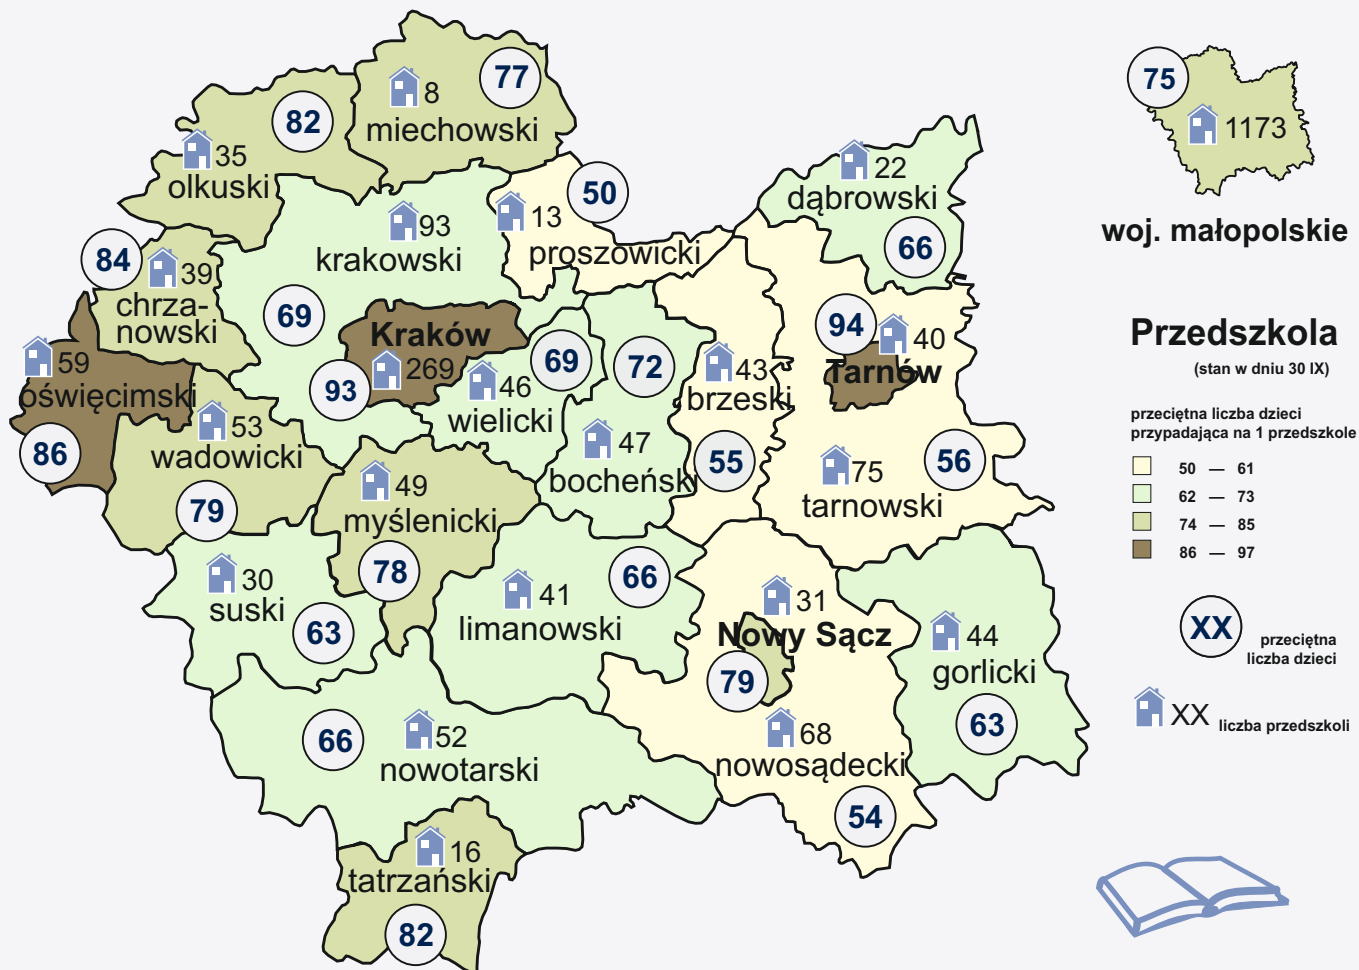 77
8
miechowski
82
35
olkuski
75
1173
woj. małopolskie
22
dąbrowski
66
50
13
proszowicki
93
krakowski
69
84
39
chrza-
nowski
Kraków
269
93
59
oświęcimski
86
46
wielicki
69
72
47
bocheński
43
brzeski
55
94
40
Tarnów
75
tarnowski
56
53
wadowicki
79
49
myślenicki
78
30
suski
63
41
limanowski
66
31
Nowy Sącz
79
44
gorlicki
63
68
nowosądecki
54
66
52
nowotarski
16
tatrzański
82
Przedszkola
(stan w dniu 30 IX)
przeciętna liczba dzieci
przypadająca na 1 przedszkole
50 — 61
62 — 73
74 — 85
86 — 97
XX
przeciętna
liczba dzieci
XX liczba przedszkoli